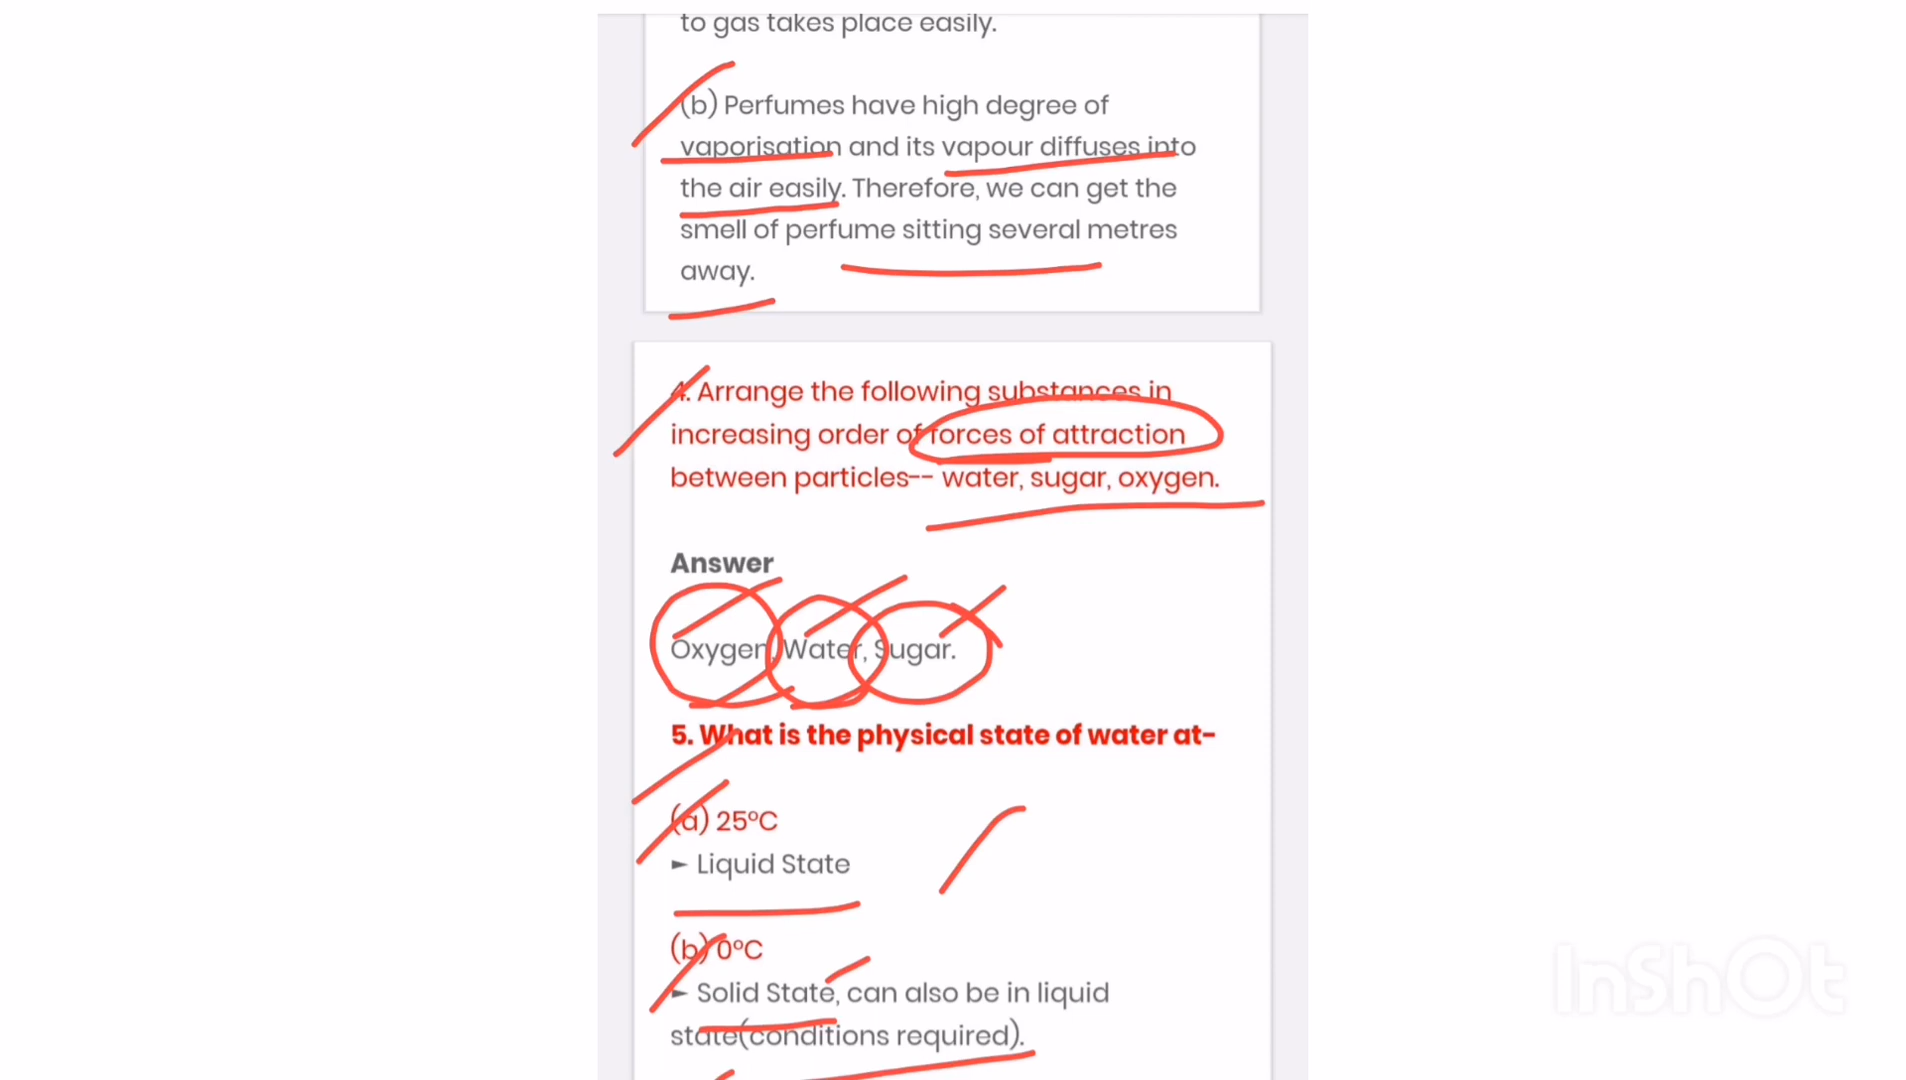 to gas takes place easily.
(b) Perfumes have high degree of
vaporisation and its vapour diffuses into
the air easily. Therefore, we can get the
smell of perfume sitting several metres
away.
4. Arrange the following substances in
increasing order of forces of attraction
between particles-- water, sugar, oxygen.
Answer
Oxygen, Water, Sugar.
5. What is the physical state of water at-
(a) 25°C
► Liquid State
(b) 0°C
► Solid State, can also be in liquid
state(conditions required).
InShOt